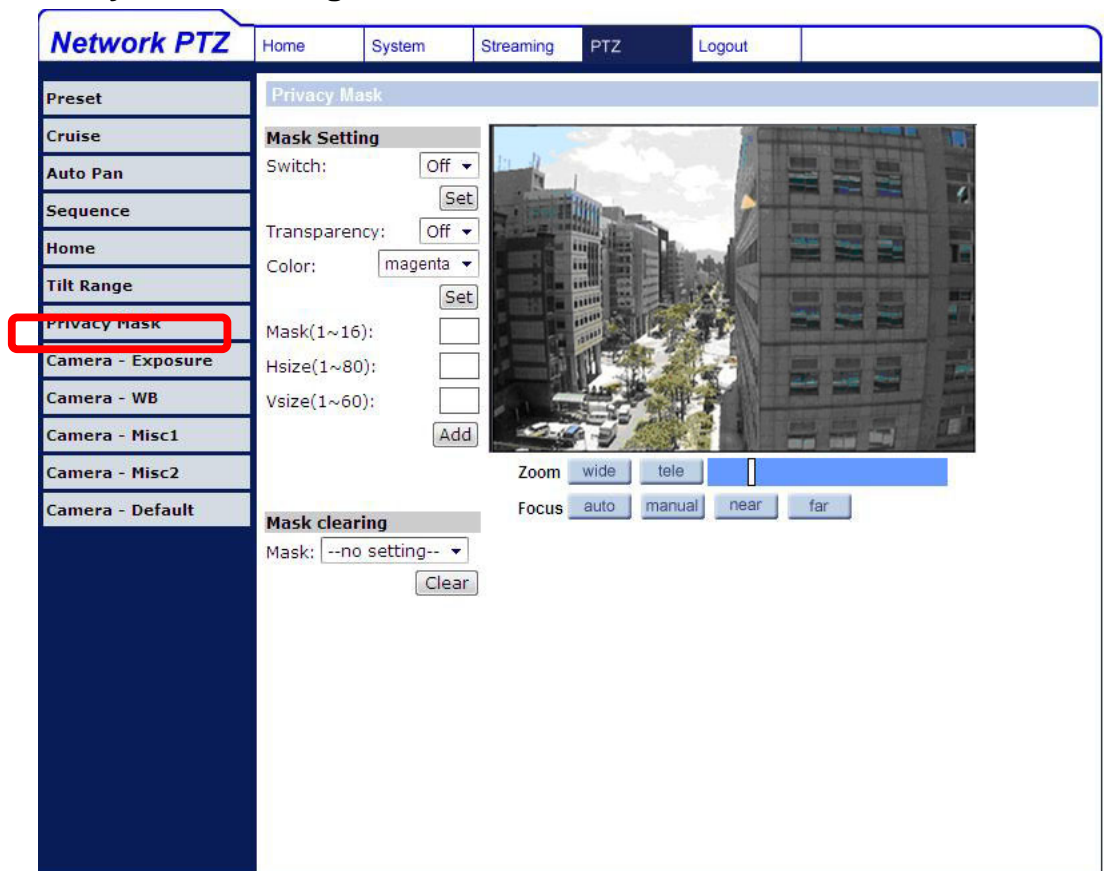 Network PTZ
Home System Streaming PTZ Logout
Preset
Cruise
Auto Pan
Sequence
Home
Tilt Range
Privacy Mask
Camera - Exposure
Camera - WB
Camera - Misc1
Camera - Misc2
Camera - Default
Privacy Mask
Mask Setting
Switch: Off
Set
Transparency: Off
Color: magenta
Set
Mask(1~16):
Hsize(1~80):
Vsize(1~60):
Add
Zoom wide tele
Focus auto manual near far
Mask clearing
Mask: --no setting--
Clear